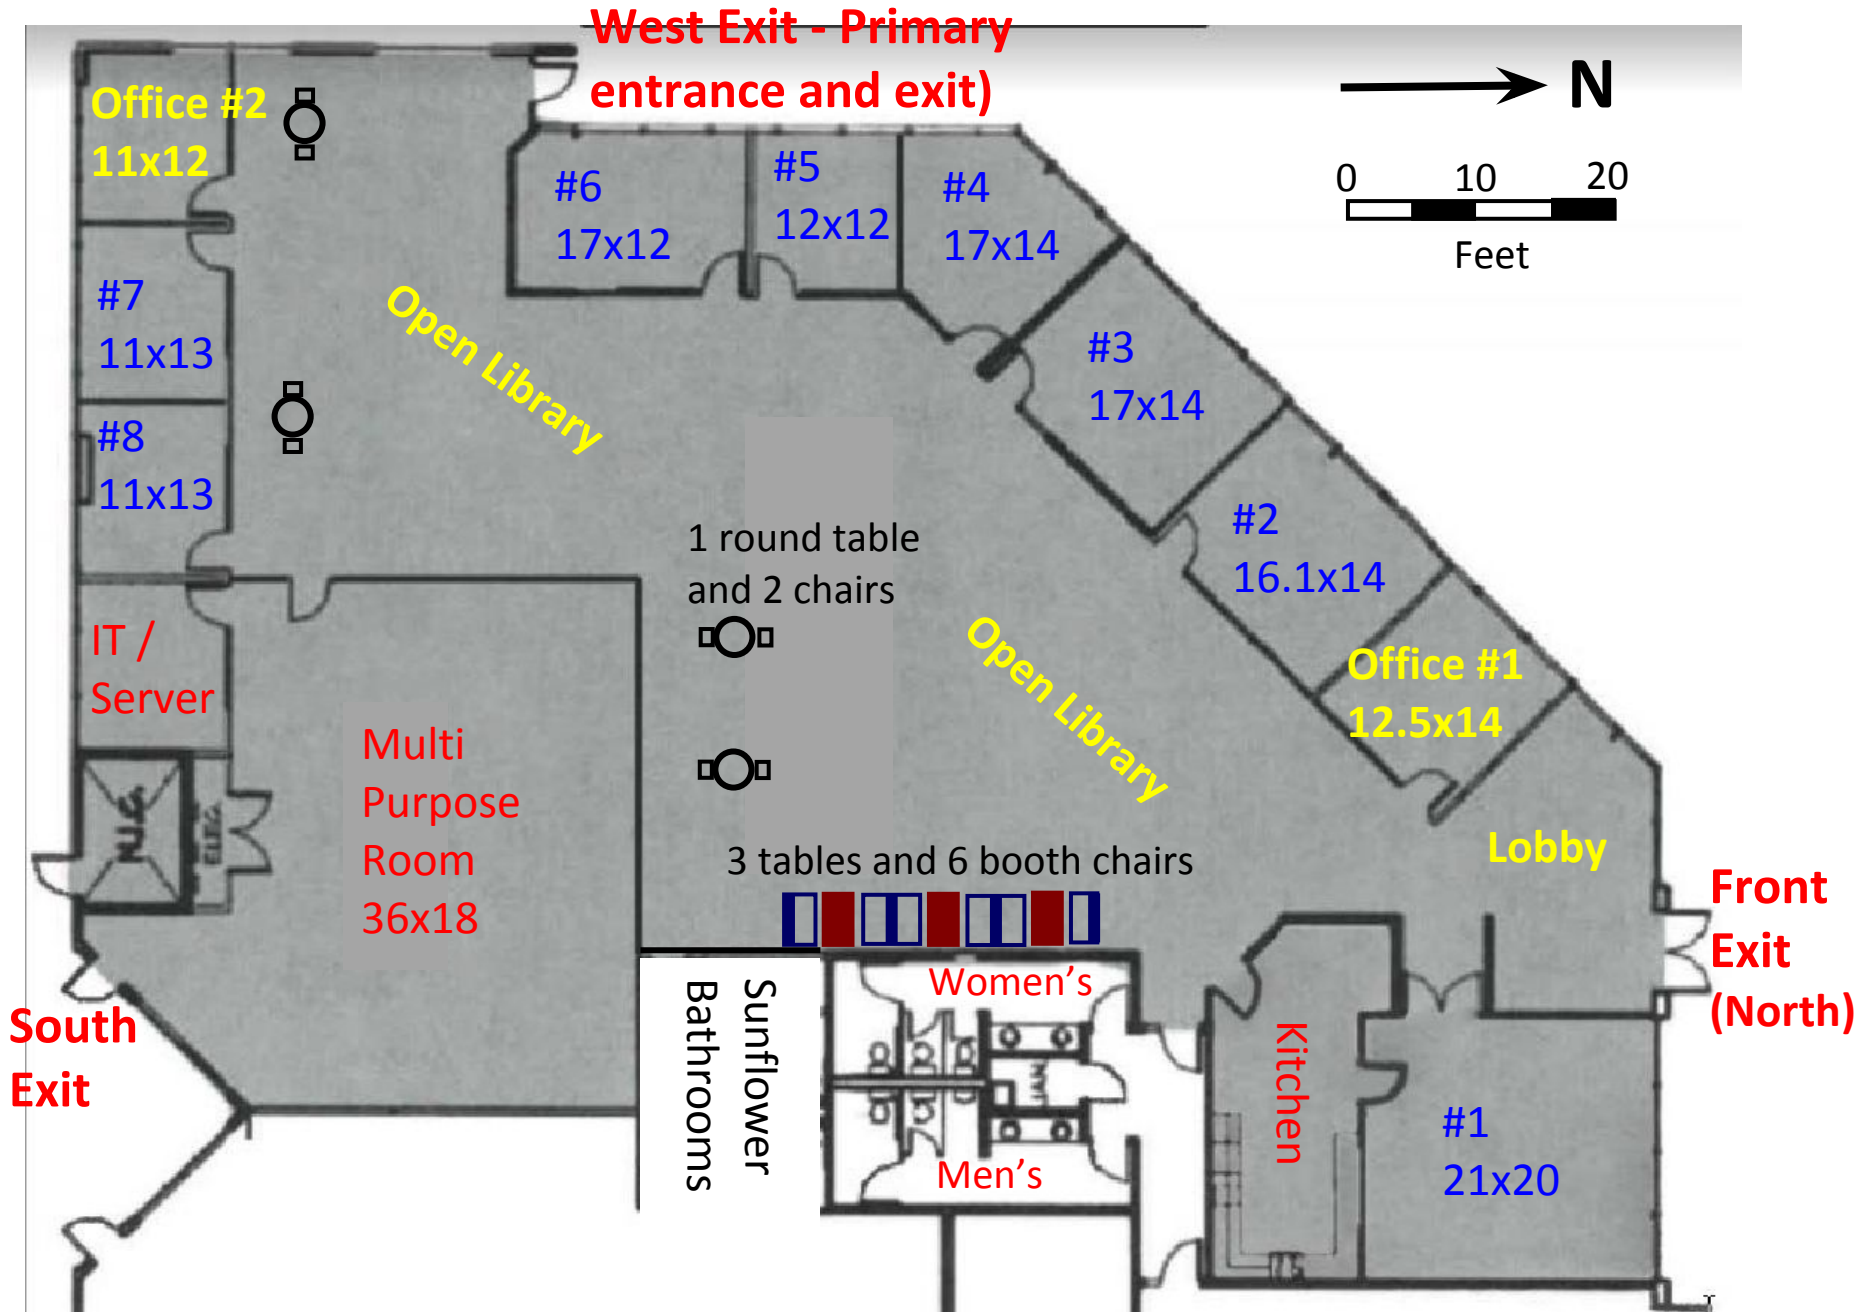 West Exit - Primary
entrance and exit)
N
0 10 20
Feet
Office #2
11x12
#6
17x12
#5
12x12
#4
17x14
#7
11x13
#3
17x14
Open Library
#8
11x13
#2
16.1x14
1 round table
and 2 chairs
IT /
Server
Open Library
Office #1
12.5x14
Multi
Purpose
Room
36x18
N.I.C.
ELEC.
3 tables and 6 booth chairs
Lobby
Front
Exit
(North)
South
Exit
Sunflower
Bathrooms
Women's
JAN
Men's
Kitchen
#1
21x20